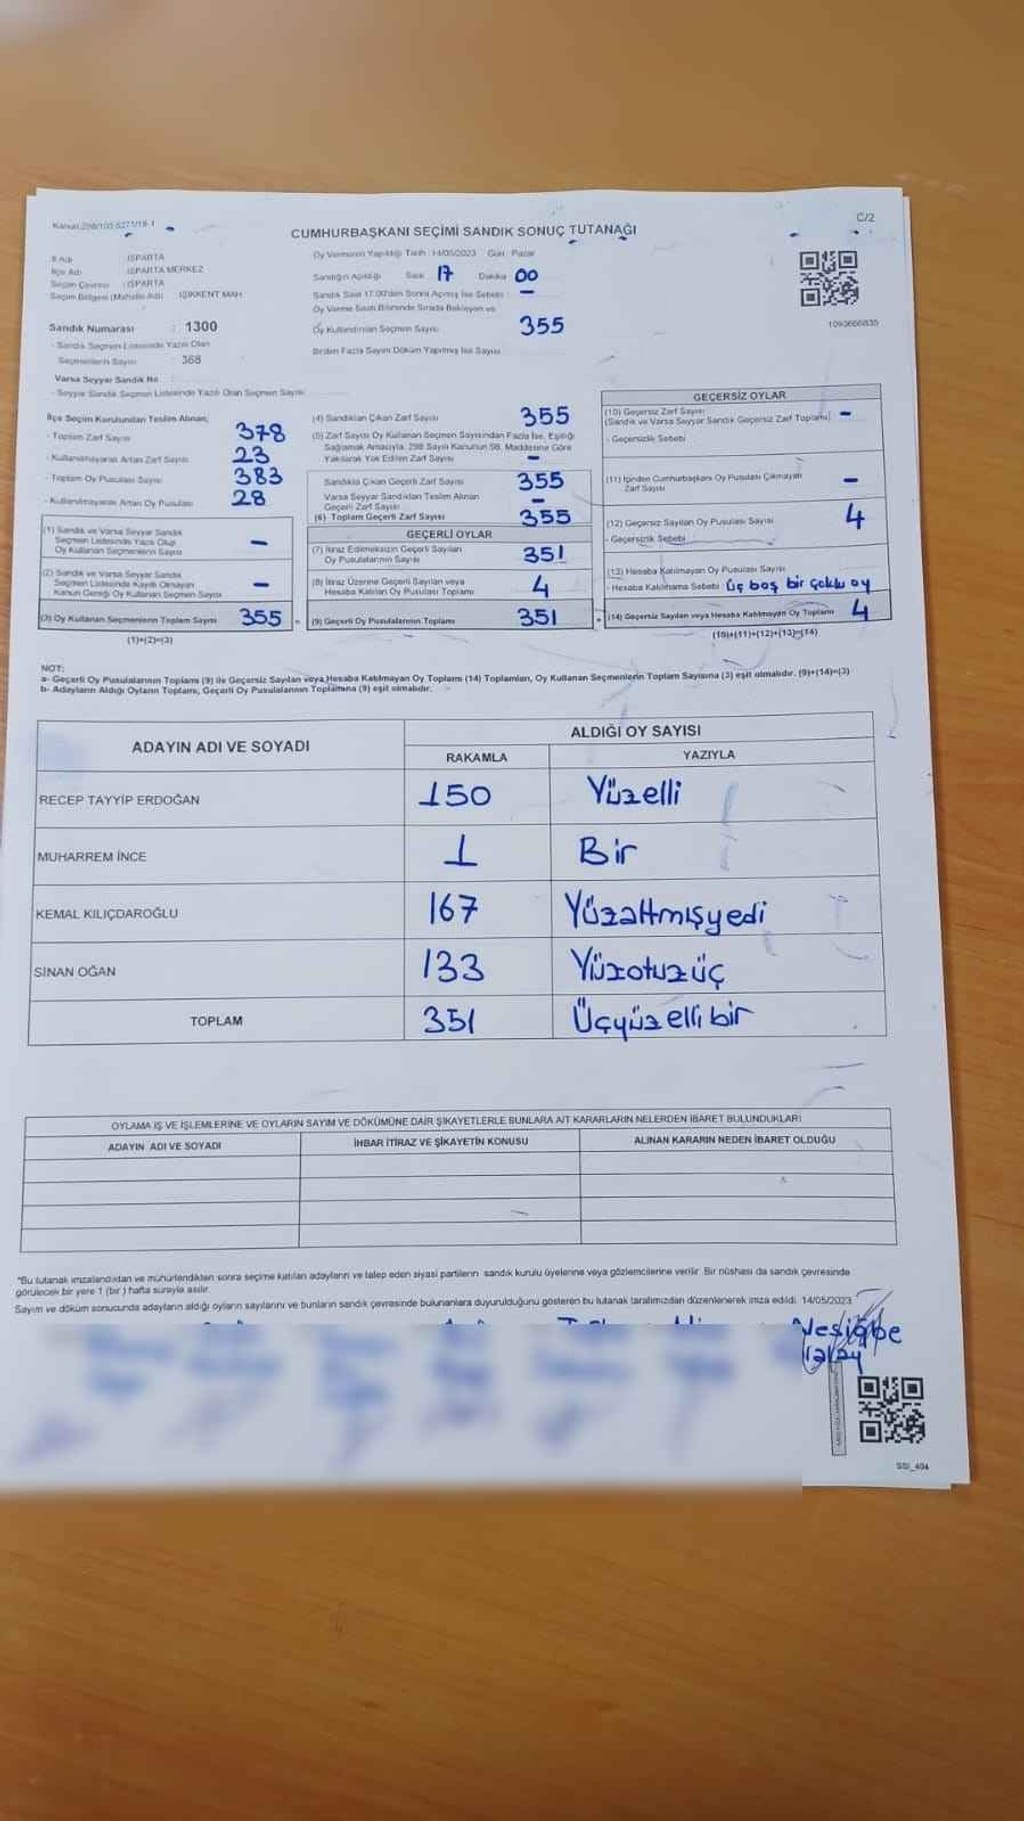 C/2
CUMHURBAŞKANI SEÇİMİ SANDIK SONUÇ TUTANAĞI
İl Adı : ISPARTA
İlçe Adı : ISPARTA MERKEZ
Seçim Çevresi : ISPARTA
Seçim Bölgesi (Mahalle Adı) : IŞIKKENT MAH.
Sandık Numarası : 1300
Sandık Seçmen Listesinde Yazılı Olan
Seçmenlerin Sayısı : 368
Varsa Seyyar Sandık No :
- Seyyar Sandık Seçmen Listesinde Yazılı Olan Seçmen Sayısı
Oy Vermenin Yapıldığı Tarih : 14/05/2023 Gün : Pazar
Sandığın Açıldığı Saat 17 Dakika 00
Sandık Saat 17.00'den Sonra Açılmış İse Sebebi : -
Oy Verme Saati Bitiminde Sırada Bekleyen ve
Oy Kullandırılan Seçmen Sayısı 355
Birden Fazla Sayım Döküm Yapılmış İse Sayısı
1093666835
İlçe Seçim Kurulundan Teslim Alınan;
- Toplam Zarf Sayısı 378
- Kullanılmayarak Artan Zarf Sayısı 23
- Toplam Oy Pusulası Sayısı 383
- Kullanılmayarak Artan Oy Pusulası 28
(1) Sandık ve Varsa Seyyar Sandık
Seçmen Listesinde Yazılı Olup
Oy Kullanan Seçmenlerin Sayısı -
(2) Sandık ve Varsa Seyyar Sandık
Seçmen Listesinde Kaydı Olmayan
Kanun Gereği Oy Kullanan Seçmen Sayısı -
(3) Oy Kullanan Seçmenlerin Toplam Sayısı 355
(1)+(2)=(3)
(4) Sandıktan Çıkan Zarf Sayısı 355
(5) Zarf Sayısı Oy Kullanan Seçmen Sayısından Fazla İse, Eşitliği
Sağlamak Amacıyla, 298 Sayılı Kanunun 98. Maddesine Göre
Yakılarak Yok Edilen Zarf Sayısı -
Sandıkta Çıkan Geçerli Zarf Sayısı 355
Varsa Seyyar Sandıktan Teslim Alınan
Geçerli Zarf Sayısı -
(6) Toplam Geçerli Zarf Sayısı 355
GEÇERLİ OYLAR
(7) İtiraz Edilmeksizin Geçerli Sayılan
Oy Pusulalarının Sayısı 351
(8) İtiraz Üzerine Geçerli Sayılan veya
Hesaba Katılan Oy Pusulası Toplamı 4
= (9) Geçerli Oy Pusulalarının Toplamı 351
GEÇERSİZ OYLAR
(10) Geçersiz Zarf Sayısı
(Sandık ve Varsa Seyyar Sandık Geçersiz Zarf Toplamı) -
- Geçersizlik Sebebi
(11) İçinden Cumhurbaşkanı Oy Pusulası Çıkmayan
Zarf Sayısı -
(12) Geçersiz Sayılan Oy Pusulası Sayısı 4
- Geçersizlik Sebebi
(13) Hesaba Katılmayan Oy Pusulası Sayısı
- Hesaba Katılmama Sebebi : Üç boş bir çoklu oy
+ (14) Geçersiz Sayılan veya Hesaba Katılmayan Oy Toplamı 4
(10)+(11)+(12)+(13)=(14)
NOT:
a- Geçerli Oy Pusulalarının Toplamı (9) ile Geçersiz Sayılan veya Hesaba Katılmayan Oy Toplamı (14) Toplamları, Oy Kullanan Seçmenlerin Toplam Sayısına (3) eşit olmalıdır. (9)+(14)=(3)
b- Adayların Aldığı Oyların Toplamı, Geçerli Oy Pusulalarının Toplamına (9) eşit olmalıdır.
ADAYIN ADI VE SOYADI
ALDIĞI OY SAYISI
RAKAMLA YAZIYLA
RECEP TAYYİP ERDOĞAN 150 Yüzelli
MUHARREM İNCE 1 Bir
KEMAL KILIÇDAROĞLU 167 Yüzaltmışyedi
SİNAN OĞAN 133 Yüzotuzüç
TOPLAM 351 Üçyüzellibir
OYLAMA İŞ VE İŞLEMLERİNE VE OYLARIN SAYIM VE DÖKÜMÜNE DAİR ŞİKAYETLERLE BUNLARA AİT KARARLARIN NELERDEN İBARET BULUNDUKLARI
ADAYIN ADI VE SOYADI İHBAR İTİRAZ VE ŞİKAYETİN KONUSU ALINAN KARARIN NEDEN İBARET OLDUĞU
*Bu tutanak imzalandıktan ve mühürlendikten sonra seçime katılan adayların ve talep eden siyasi partilerin sandık kurulu üyelerine veya gözlemcilerine verilir. Bir nüshası da sandık çevresinde
görülecek bir yere 1 (bir) hafta süreyle asılır.
Sayım ve döküm sonucunda adayların aldığı oyların sayılarını ve bunların sandık çevresinde bulunanlara duyurulduğunu gösteren bu tutanak tarafımızdan düzenlenerek imza edildi. 14/05/2023